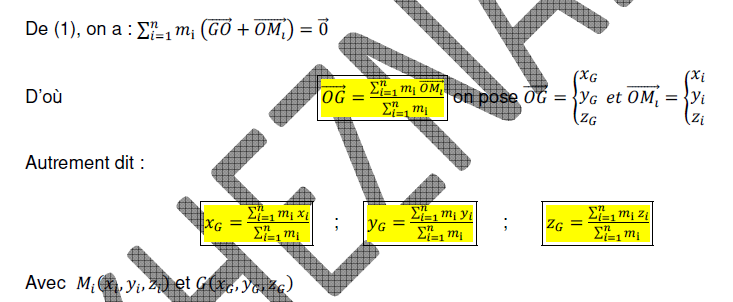 De (1), on a : $\sum_{i=1}^{n} m_i (\overrightarrow{GO} + \overrightarrow{OM_i}) = \vec{0}$
D'où $\overrightarrow{OG} = \frac{\sum_{i=1}^{n} m_i \overrightarrow{OM_i}}{\sum_{i=1}^{n} m_i}$ on pose $\overrightarrow{OG} = \begin{cases} x_G \\ y_G \\ z_G \end{cases}$ et $\overrightarrow{OM_i} = \begin{cases} x_i \\ y_i \\ z_i \end{cases}$
Autrement dit :
$x_G = \frac{\sum_{i=1}^{n} m_i x_i}{\sum_{i=1}^{n} m_i}$ ; $y_G = \frac{\sum_{i=1}^{n} m_i y_i}{\sum_{i=1}^{n} m_i}$ ; $z_G = \frac{\sum_{i=1}^{n} m_i z_i}{\sum_{i=1}^{n} m_i}$
Avec $M_i(x_i, y_i, z_i)$ et $G(x_G, y_G, z_G)$